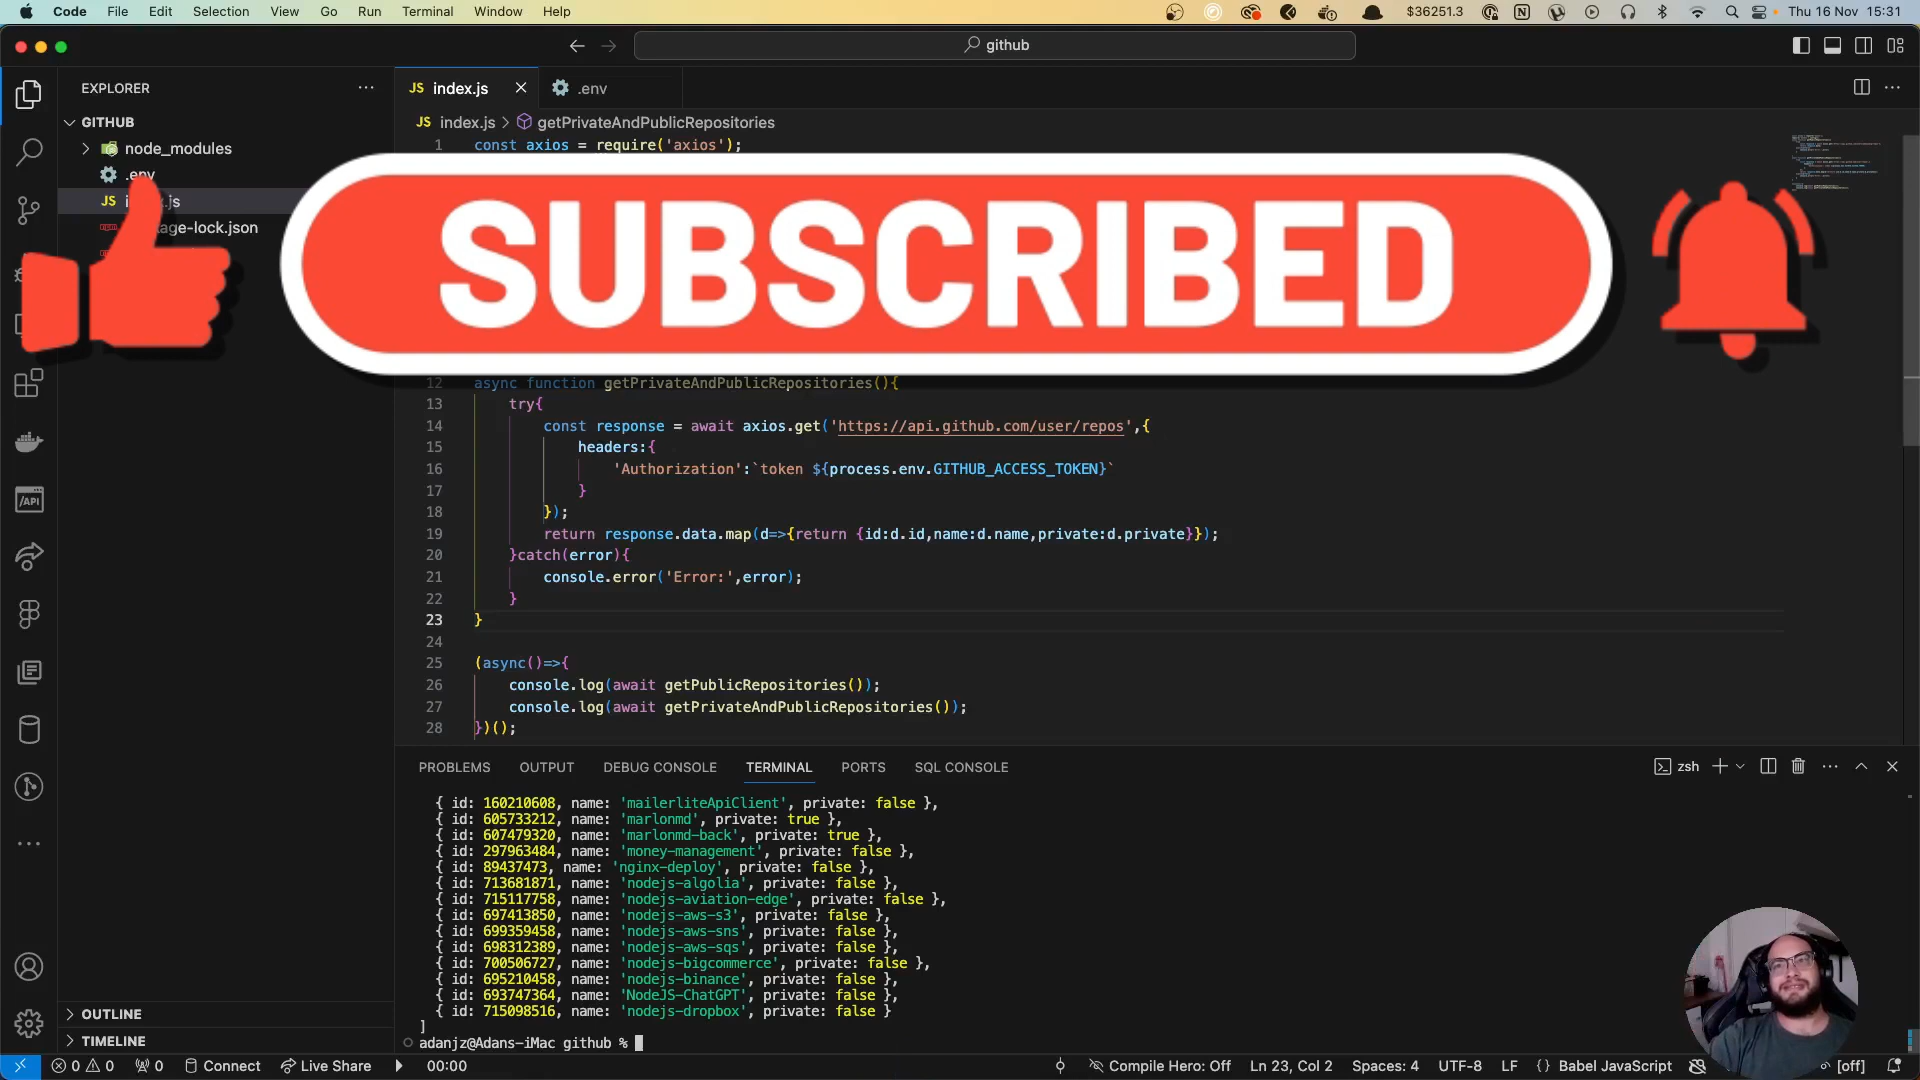 Code File Edit Selection View Go Run Terminal Window Help $36251.3 Thu 16 Nov 15:31
github
EXPLORER
GITHUB
node_modules
.env
JS
age-lock.json
JS index.js
.env
JS index.js > getPrivateAndPublicRepositories
1 const axios = require('axios');
SUBSCRIBED
12 async function getPrivateAndPublicRepositories(){
13 try{
14 const response = await axios.get('https://api.github.com/user/repos',{
15 headers:{
16 'Authorization':`token ${process.env.GITHUB_ACCESS_TOKEN}`
17 }
18 });
19 return response.data.map(d=>{return {id:d.id,name:d.name,private:d.private}});
20 }catch(error){
21 console.error('Error:',error);
22 }
23 }
24
25 (async()=>{
26 console.log(await getPublicRepositories());
27 console.log(await getPrivateAndPublicRepositories());
28 })();
PROBLEMS OUTPUT DEBUG CONSOLE TERMINAL PORTS SQL CONSOLE zsh
{ id: 160210608, name: 'mailerliteApiClient', private: false },
{ id: 605733212, name: 'marlonmd', private: true },
{ id: 607479320, name: 'marlonmd-back', private: true },
{ id: 297963484, name: 'money-management', private: false },
{ id: 89437473, name: 'nginx-deploy', private: false },
{ id: 713681871, name: 'nodejs-algolia', private: false },
{ id: 715117758, name: 'nodejs-aviation-edge', private: false },
{ id: 697413850, name: 'nodejs-aws-s3', private: false },
{ id: 699359458, name: 'nodejs-aws-sns', private: false },
{ id: 698312389, name: 'nodejs-aws-sqs', private: false },
{ id: 700506727, name: 'nodejs-bigcommerce', private: false },
{ id: 695210458, name: 'nodejs-binance', private: false },
{ id: 693747364, name: 'NodeJS-ChatGPT', private: false },
{ id: 715098516, name: 'nodejs-dropbox', private: false }
]
adanjz@Adans-iMac github %
OUTLINE
TIMELINE
0 0 0 Connect Live Share 00:00 Compile Hero: Off Ln 23, Col 2 Spaces: 4 UTF-8 LF {} Babel JavaScript [off]